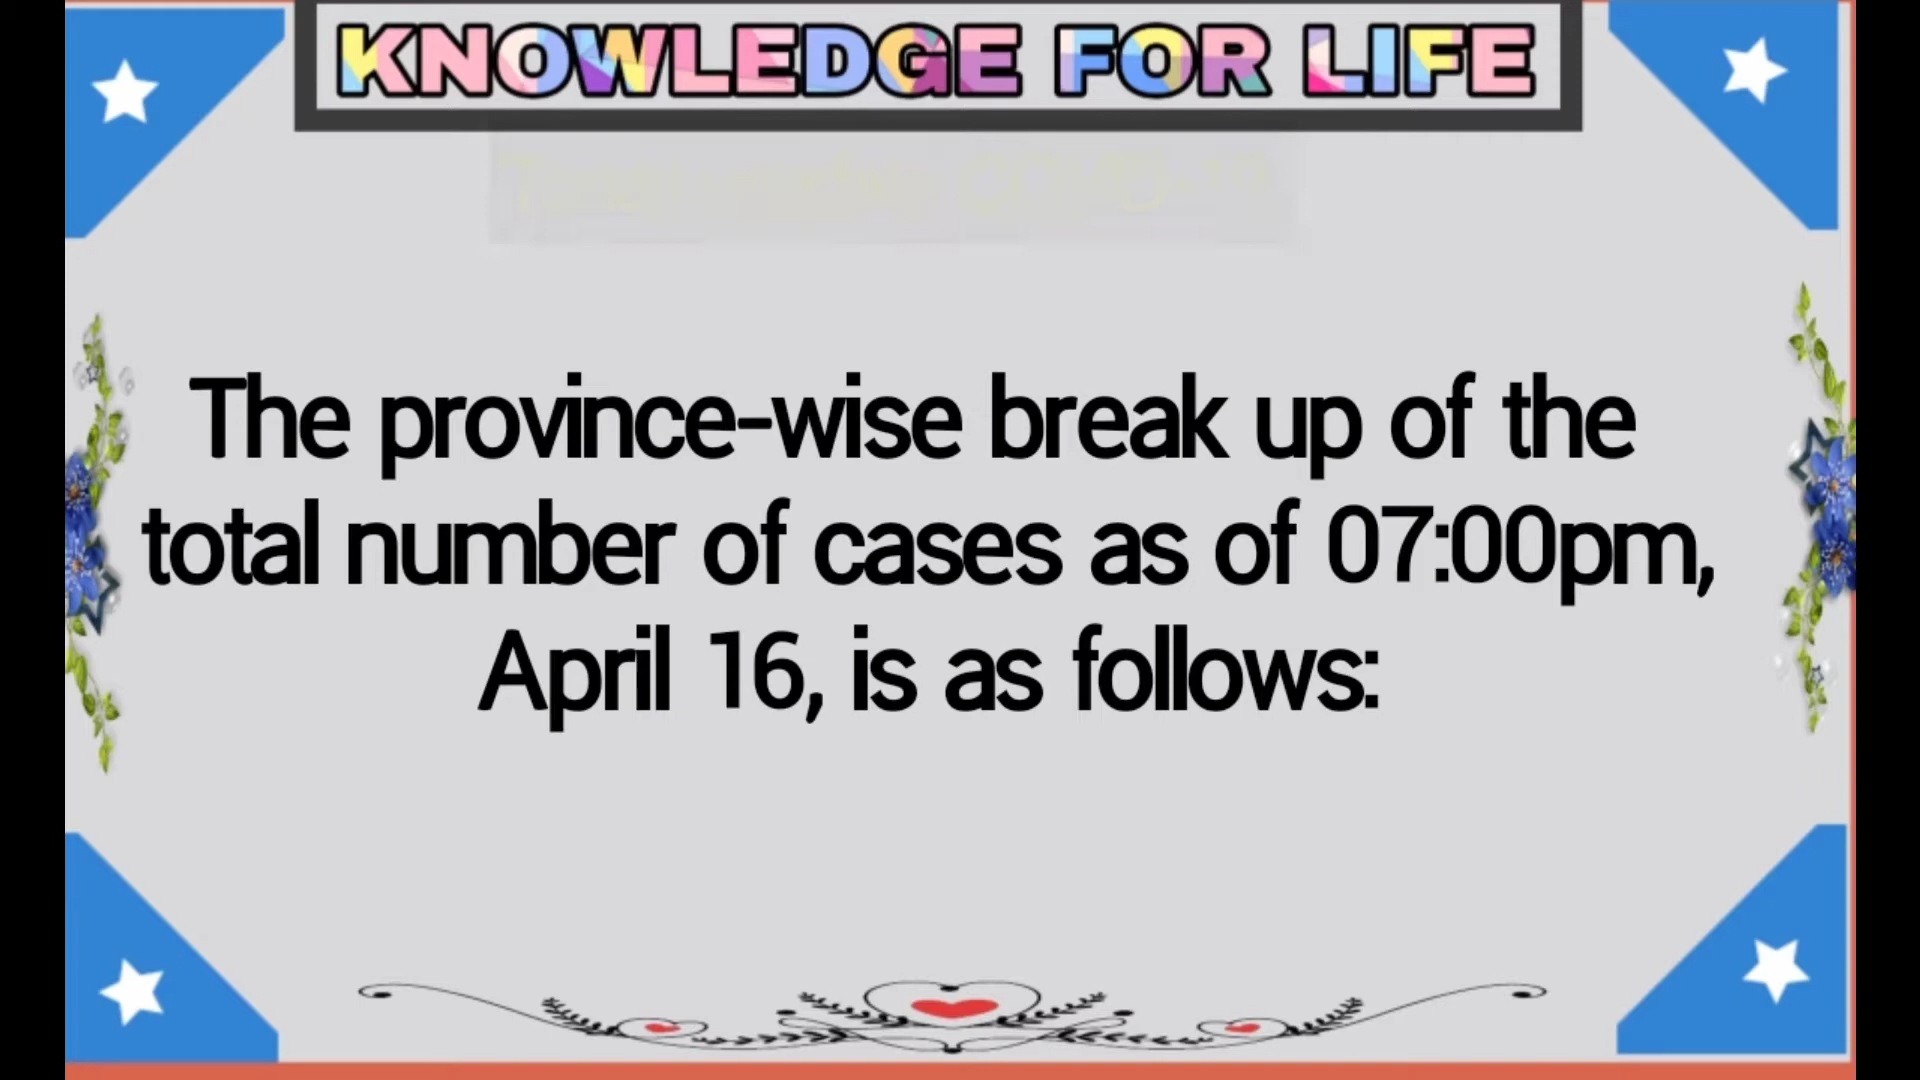 KNOWLEDGE FOR LIFE
The province-wise break up of the
total number of cases as of 07:00pm,
April 16, is as follows: